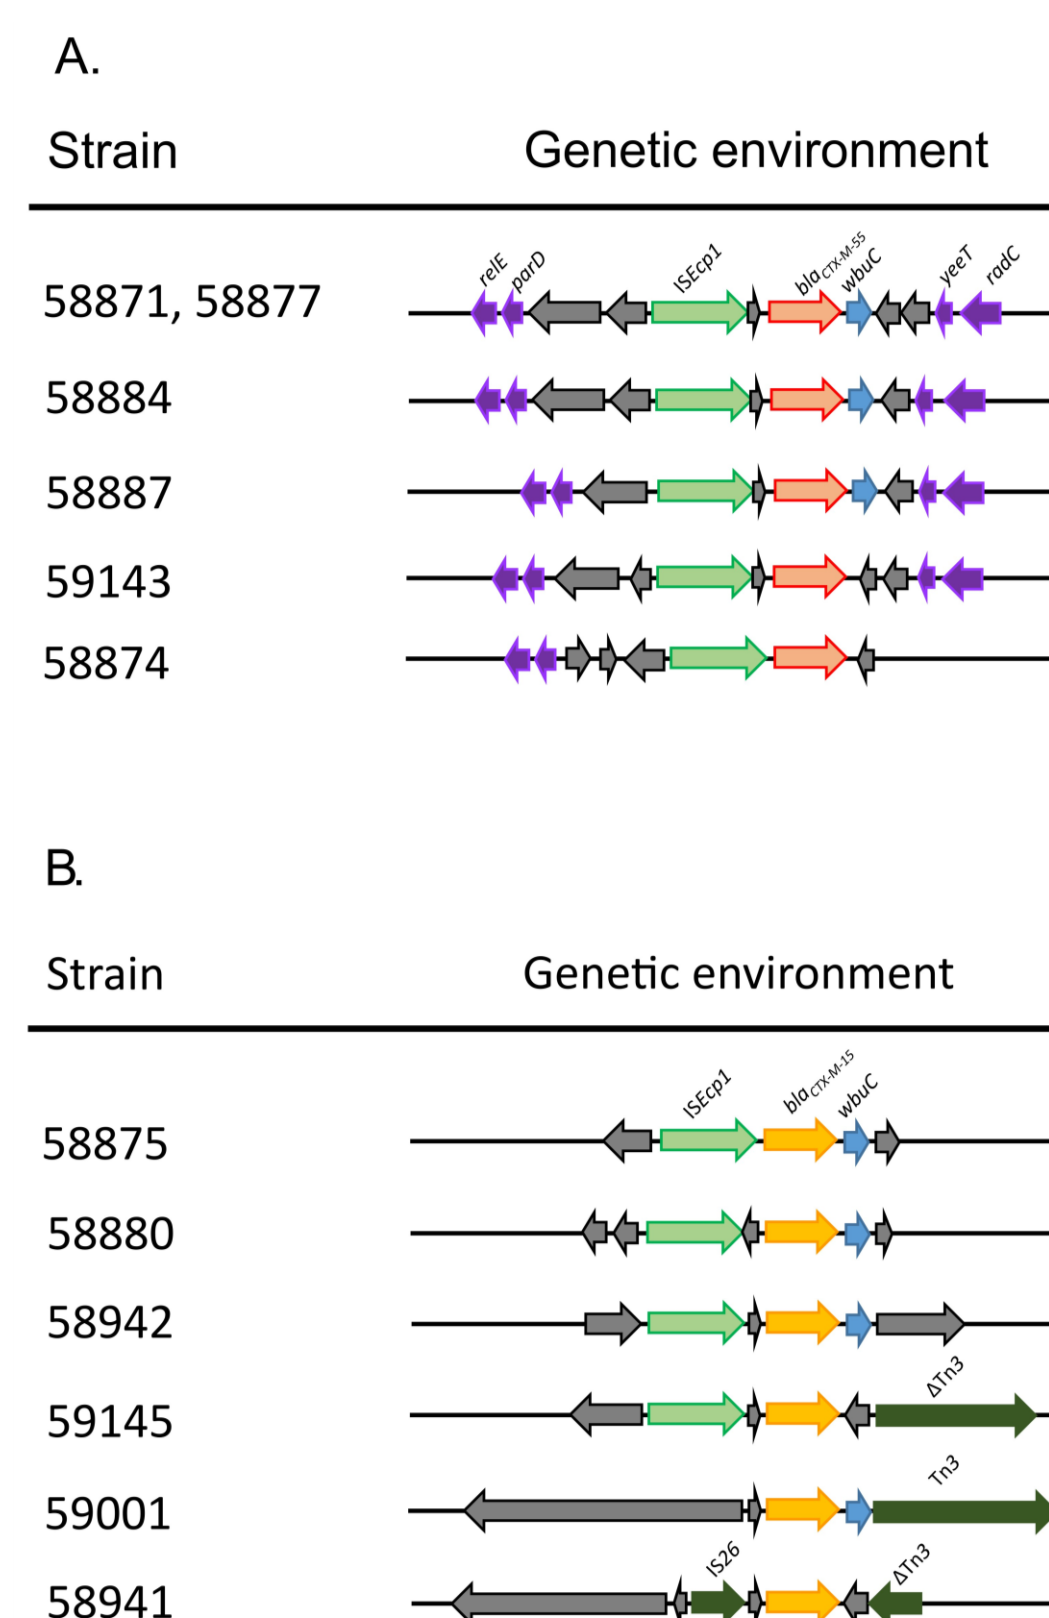 A.
Strain Genetic environment
relE parD ISEcp1 blaCTX-M-55 wbuC yeeT radC
58871, 58877
58884
58887
59143
58874
B.
Strain Genetic environment
ISEcp1 blaCTX-M-15 wbuC
58875
58880
58942
ΔTn3
59145
Tn3
59001
IS26 ΔTn3
58941